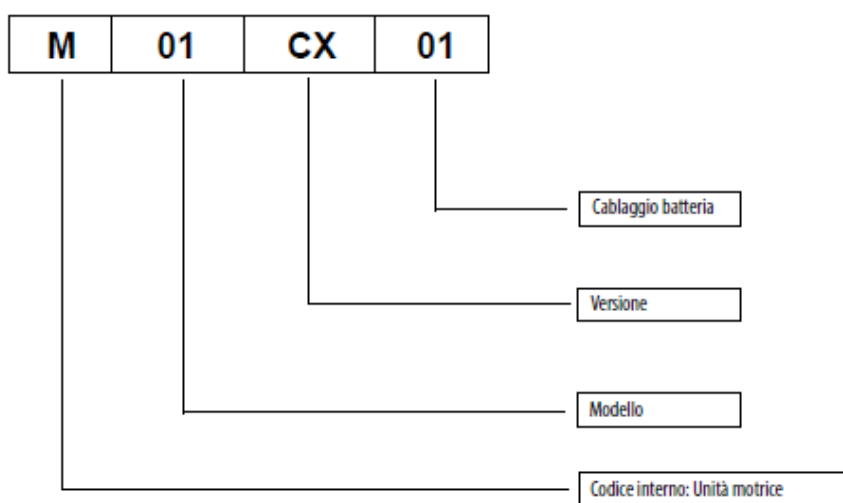 M 01 CX 01
Cablaggio batteria
Versione
Modello
Codice interno: Unità motrice